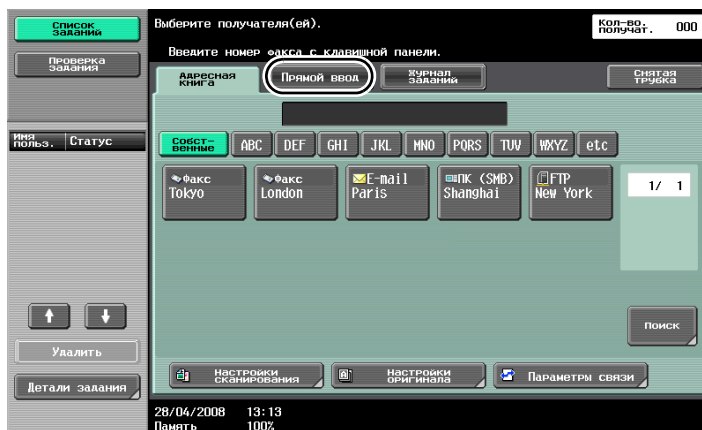 Список
заданий
Проверка
задания
Имя
польз.
Статус
Удалить
Детали задания
Выберите получателя(ей).
Введите номер факса с клавишной панели.
Кол-во.
получат.
000
Адресная
книга
Прямой ввод
Журнал
заданий
Снятая
трубка
Собст-
венные
ABC
DEF
GHI
JKL
MNO
PQRS
TUV
WXYZ
etc
Факс
Tokyo
Факс
London
E-mail
Paris
ПК (SMB)
Shanghai
FTP
New York
1/ 1
Поиск
Настройки
сканирования
Настройки
оригинала
Параметры связи
28/04/2008 13:13
Память 100%